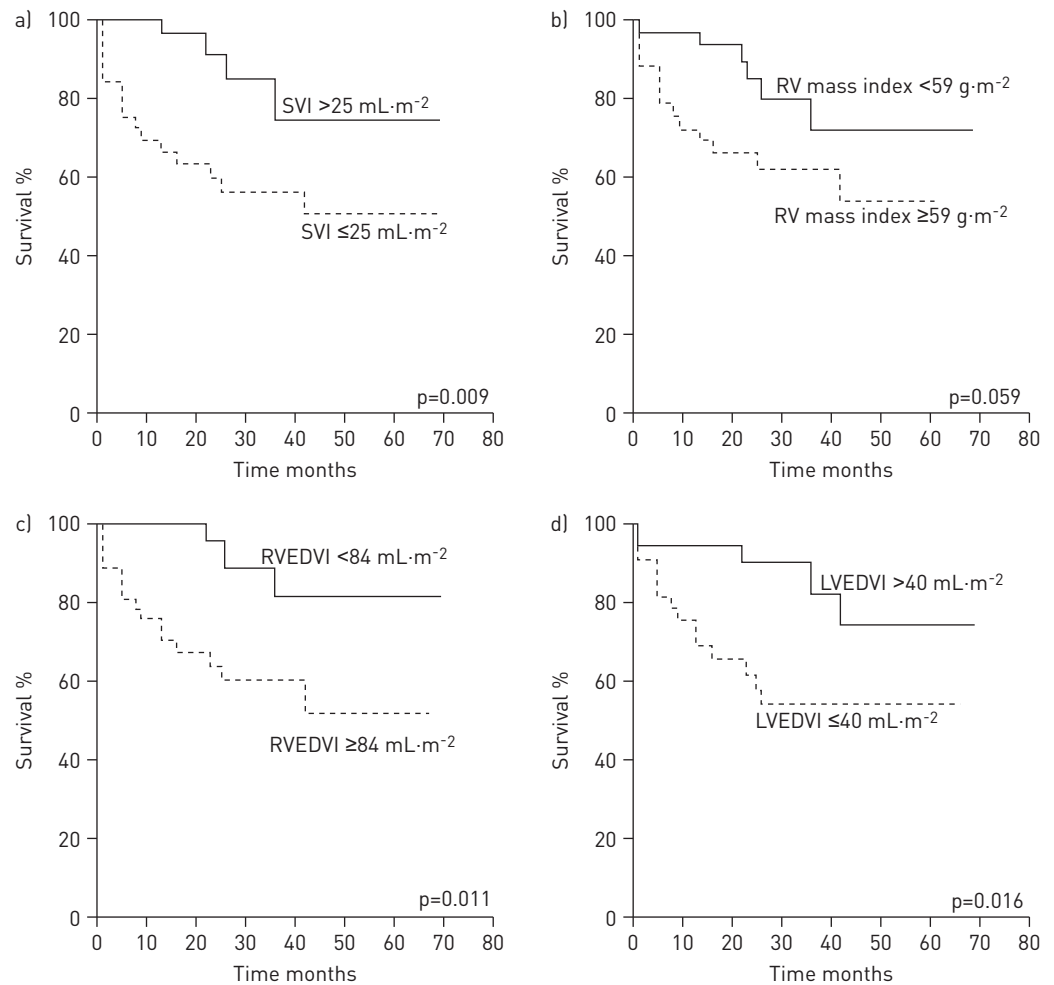 a)
100
80
60
40
20
0
Survival %
SVI >25 mL·m-2
SVI ≤25 mL·m-2
p=0.009
0 10 20 30 40 50 60 70 80
Time months
b)
100
80
60
40
20
0
Survival %
RV mass index <59 g·m-2
RV mass index ≥59 g·m-2
p=0.059
0 10 20 30 40 50 60 70 80
Time months
c)
100
80
60
40
20
0
Survival %
RVEDVI <84 mL·m-2
RVEDVI ≥84 mL·m-2
p=0.011
0 10 20 30 40 50 60 70 80
Time months
d)
100
80
60
40
20
0
Survival %
LVEDVI >40 mL·m-2
LVEDVI ≤40 mL·m-2
p=0.016
0 10 20 30 40 50 60 70 80
Time months